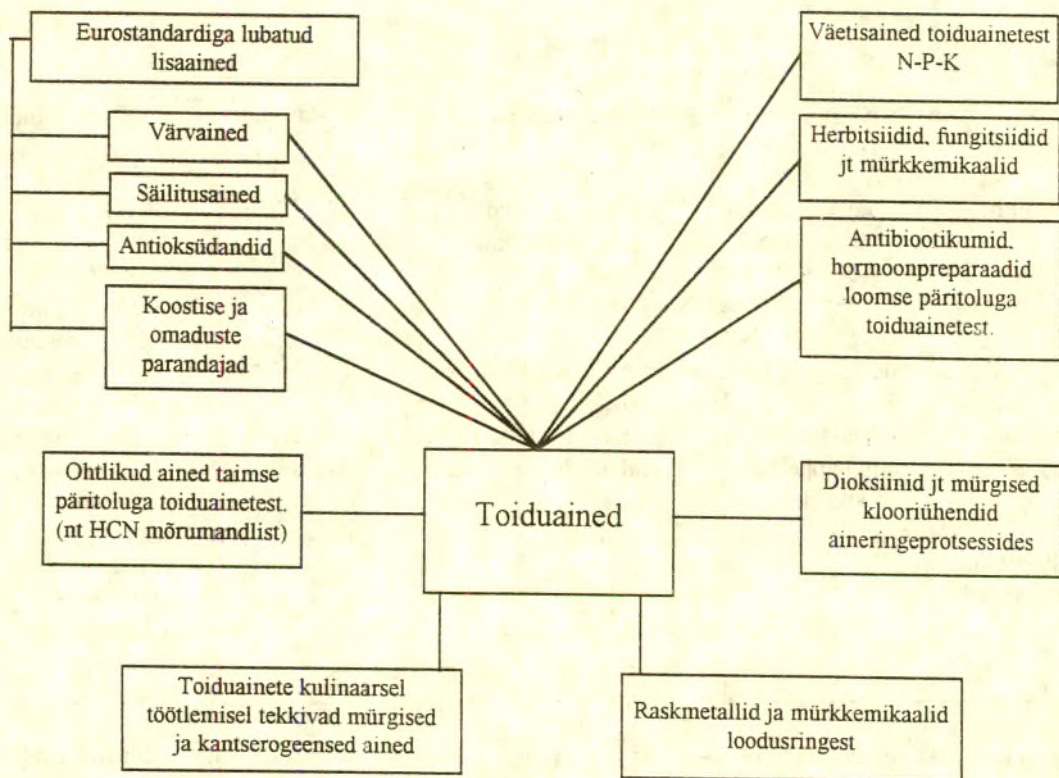 Eurostandardiga lubatud
lisaained
Värvained
Säilitusained
Antioksüdandid
Koostise ja
omaduste
parandajad
Väetisained toiduainetest
N-P-K
Herbitsiidid, fungitsiidid
jt mürkkemikaalid
Antibiootikumid,
hormoonpreparaadid
loomse päritoluga
toiduainetest.
Ohtlikud ained taimse
päritoluga toiduainetest.
(nt HCN mõrumandlist)
Toiduained
Dioksiinid jt mürgised
klooriühendid
aineringeprotsessides
Toiduainete kulinaarsel
töötlemisel tekkivad mürgised
ja kantserogeensed ained
Raskmetallid ja mürkkemikaalid
loodusringest